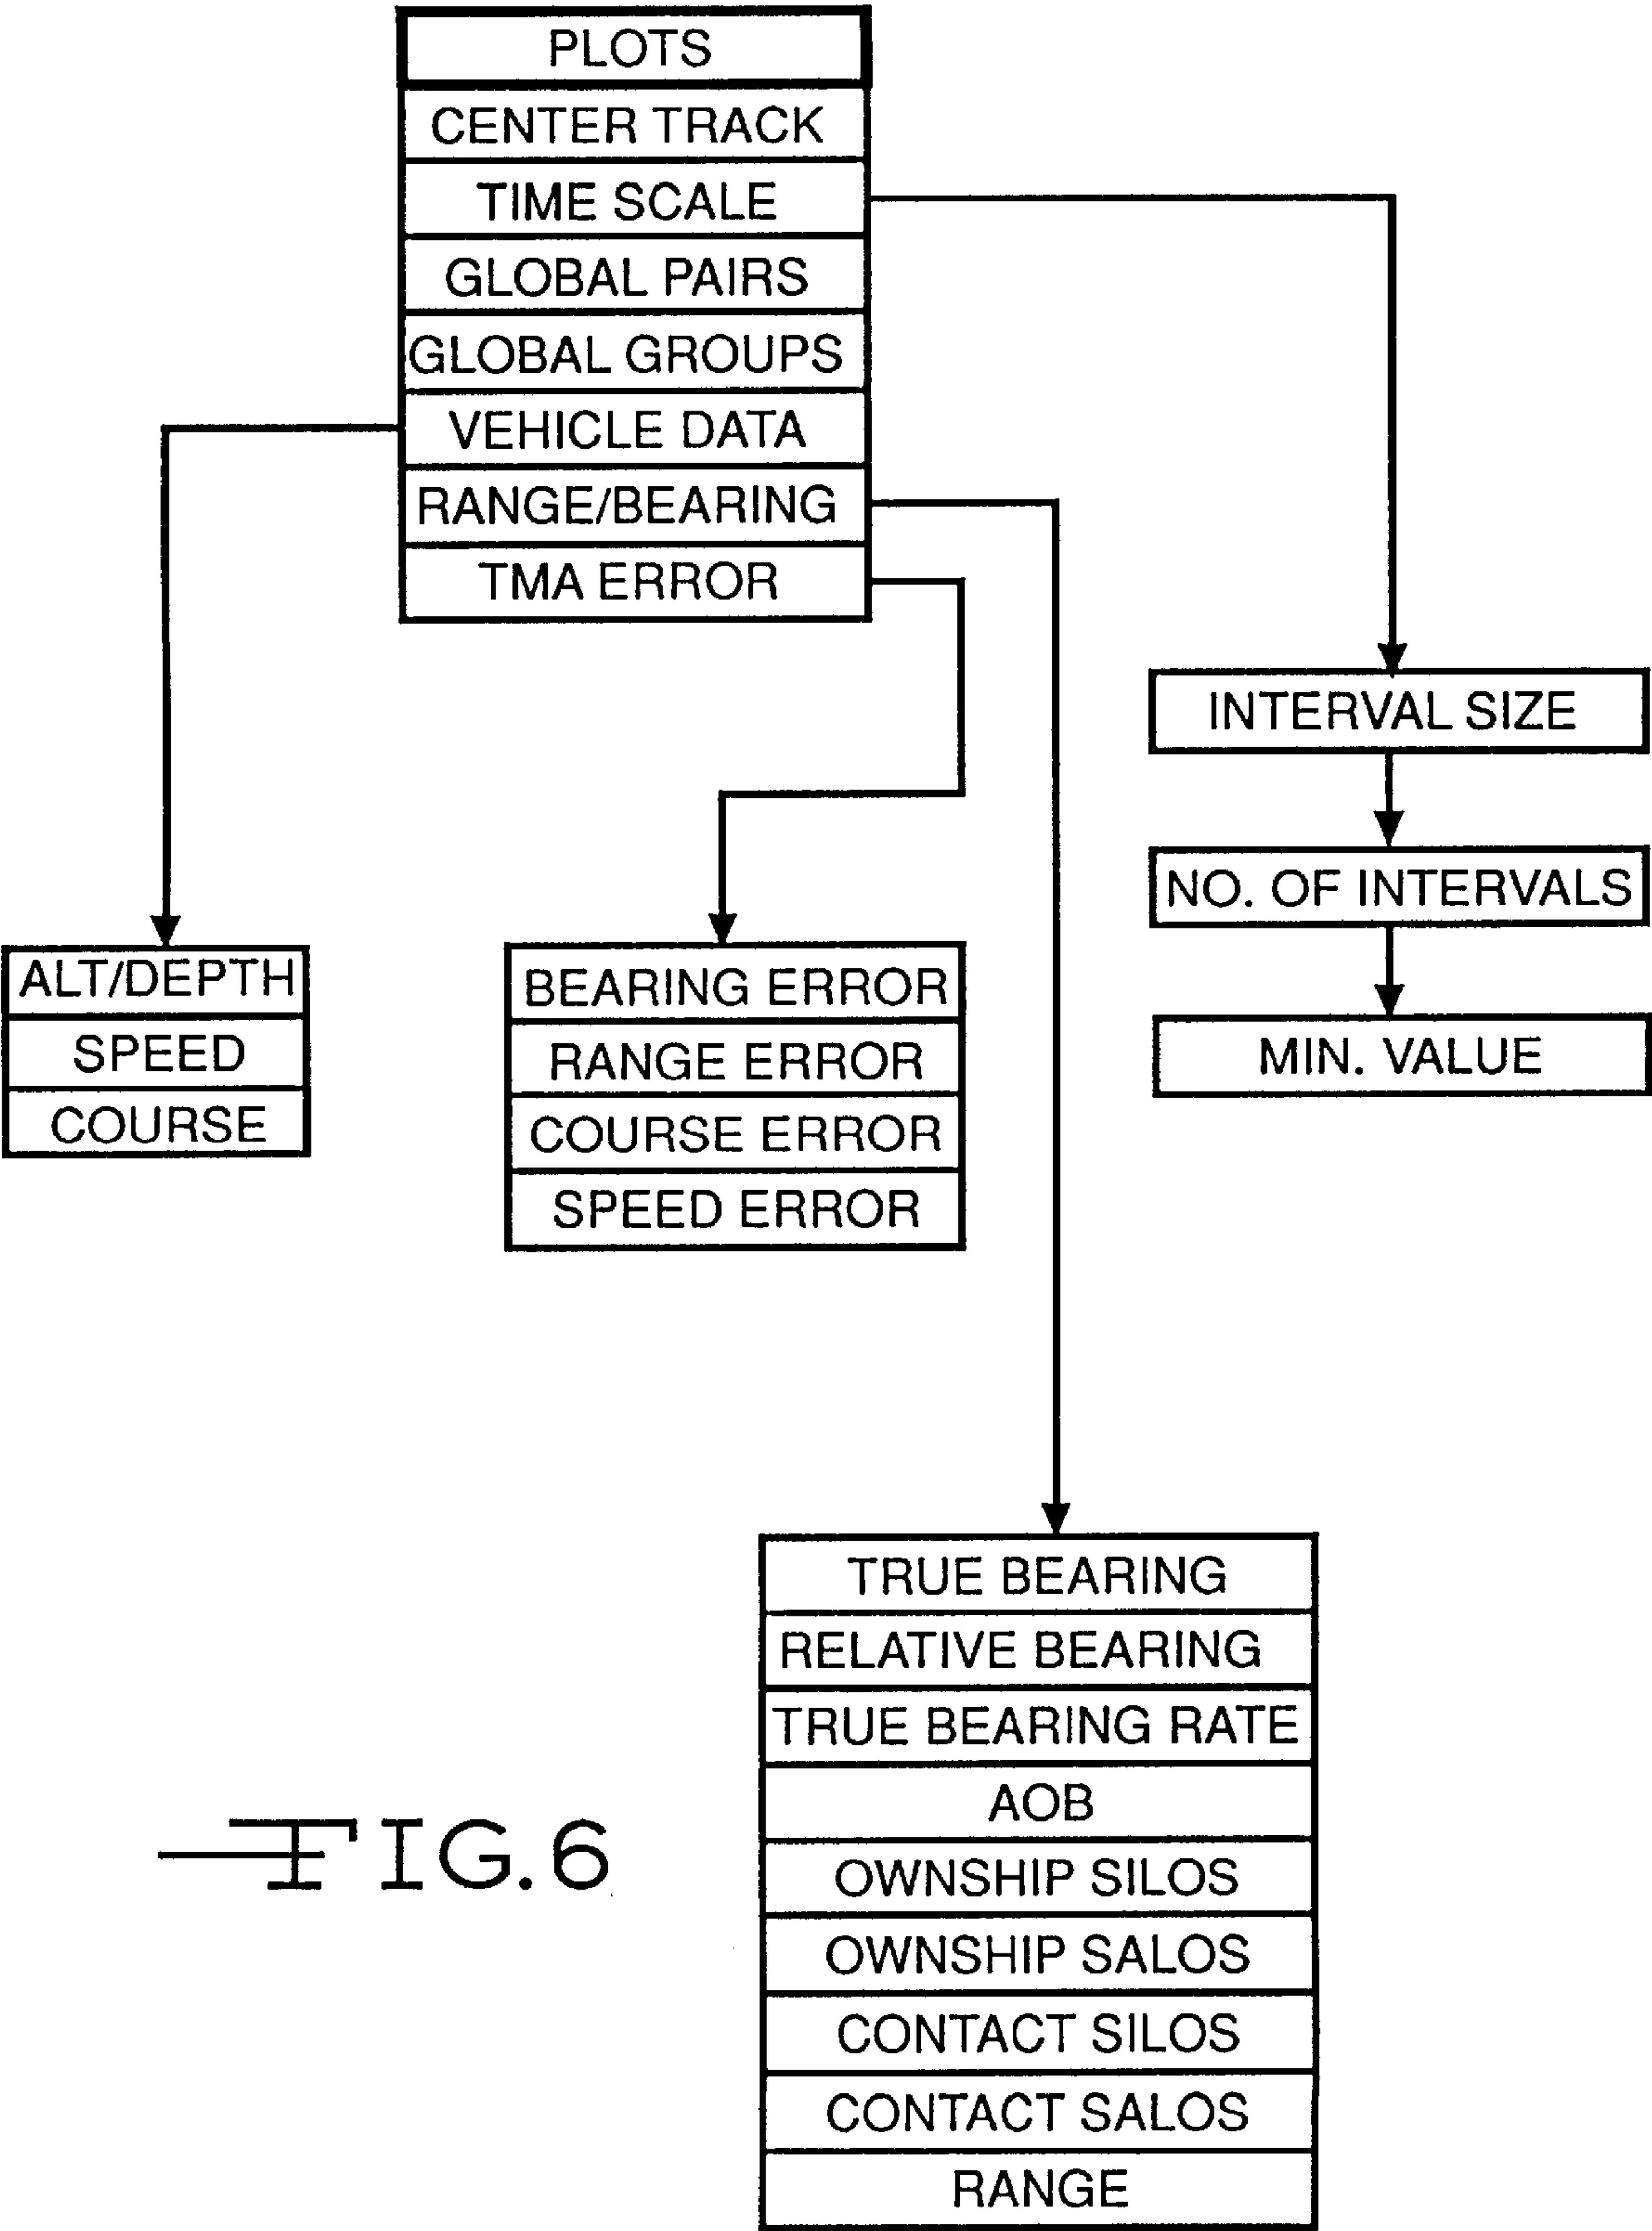 PLOTS
CENTER TRACK
TIME SCALE
GLOBAL PAIRS
GLOBAL GROUPS
VEHICLE DATA
RANGE/BEARING
TMA ERROR
INTERVAL SIZE
NO. OF INTERVALS
MIN. VALUE
ALT/DEPTH
SPEED
COURSE
BEARING ERROR
RANGE ERROR
COURSE ERROR
SPEED ERROR
TRUE BEARING
RELATIVE BEARING
TRUE BEARING RATE
AOB
OWNSHIP SILOS
OWNSHIP SALOS
CONTACT SILOS
CONTACT SALOS
RANGE
FIG.6